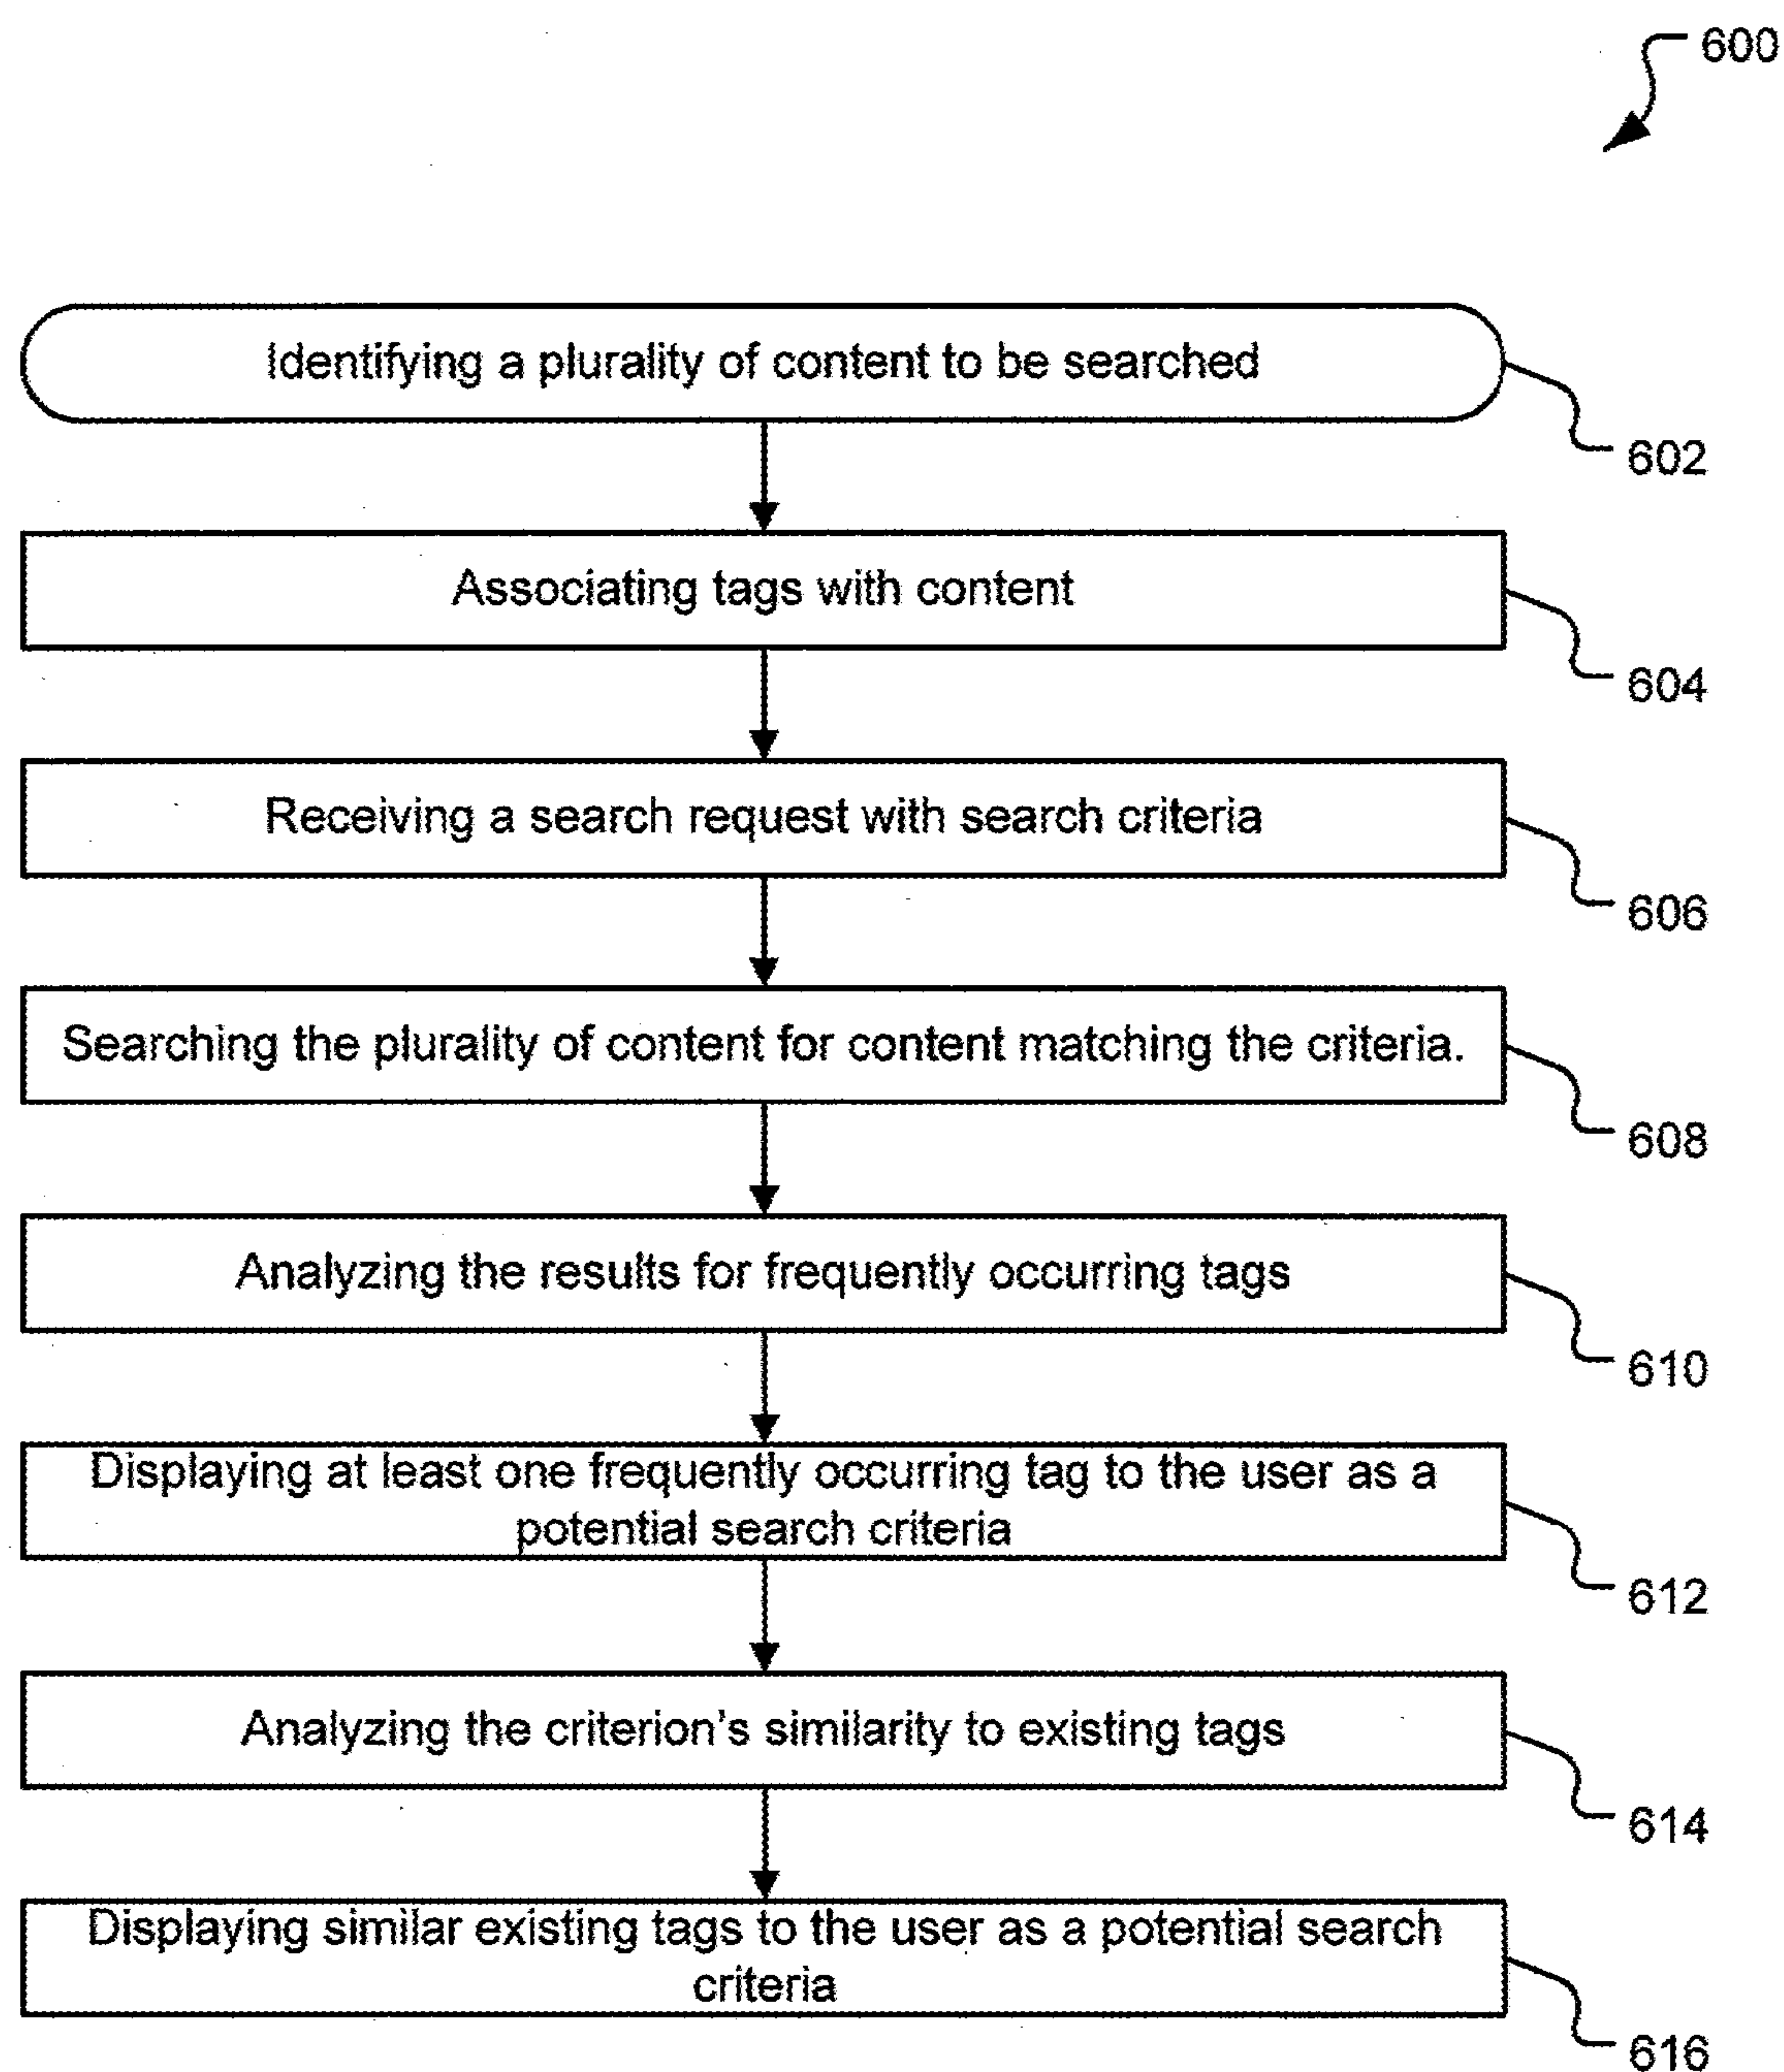 600
Identifying a plurality of content to be searched
602
Associating tags with content
604
Receiving a search request with search criteria
606
Searching the plurality of content for content matching the criteria.
608
Analyzing the results for frequently occurring tags
610
Displaying at least one frequently occurring tag to the user as a
potential search criteria
612
Analyzing the criterion's similarity to existing tags
614
Displaying similar existing tags to the user as a potential search
criteria
616